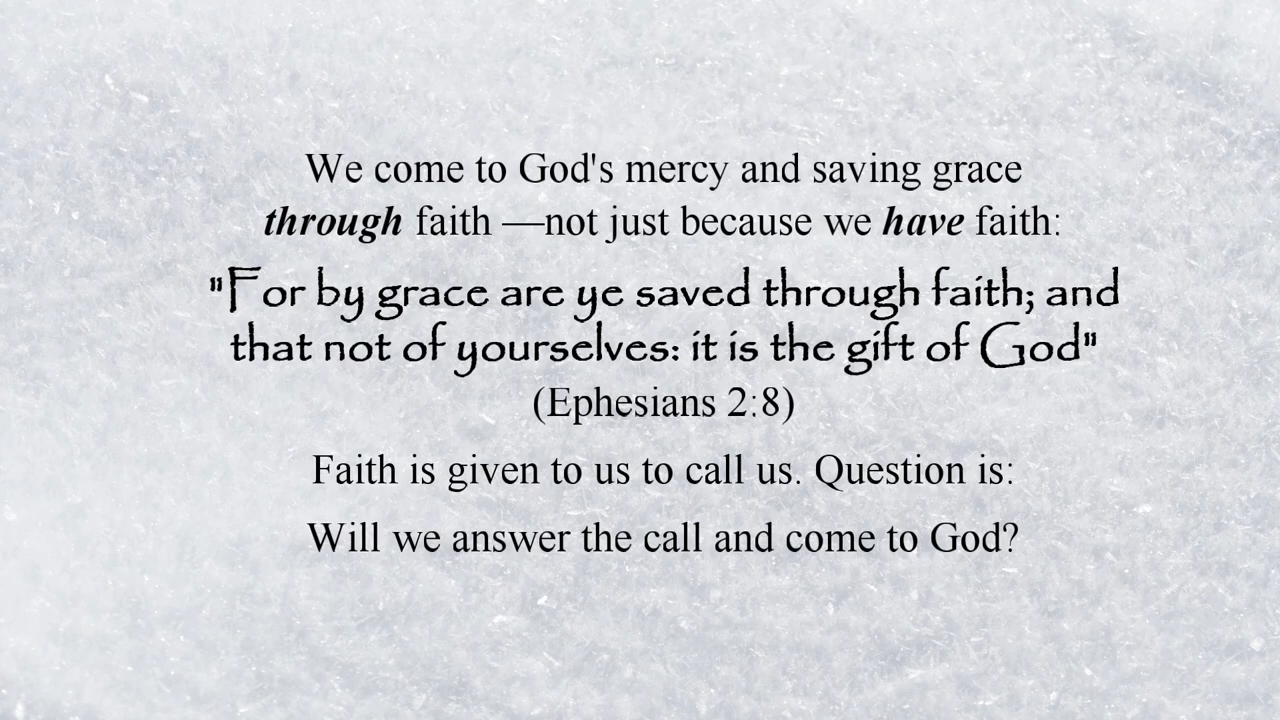 We come to God's mercy and saving grace
through faith —not just because we have faith:
"For by grace are ye saved through faith; and
that not of yourselves: it is the gift of God"
(Ephesians 2:8)
Faith is given to us to call us. Question is:
Will we answer the call and come to God?